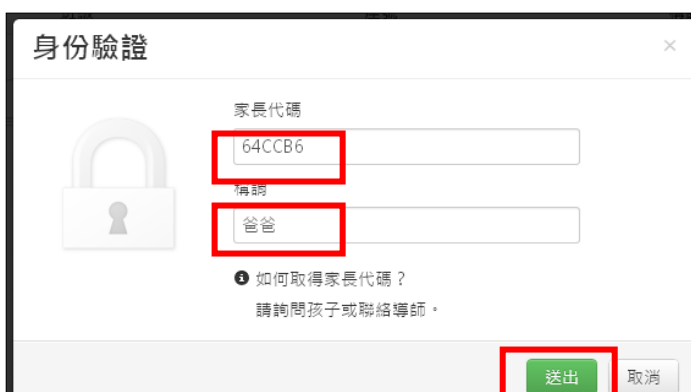 身份驗證
×
家長代碼
64CCB6
稱謂
爸爸
如何取得家長代碼？
請詢問孩子或聯絡導師。
送出 取消